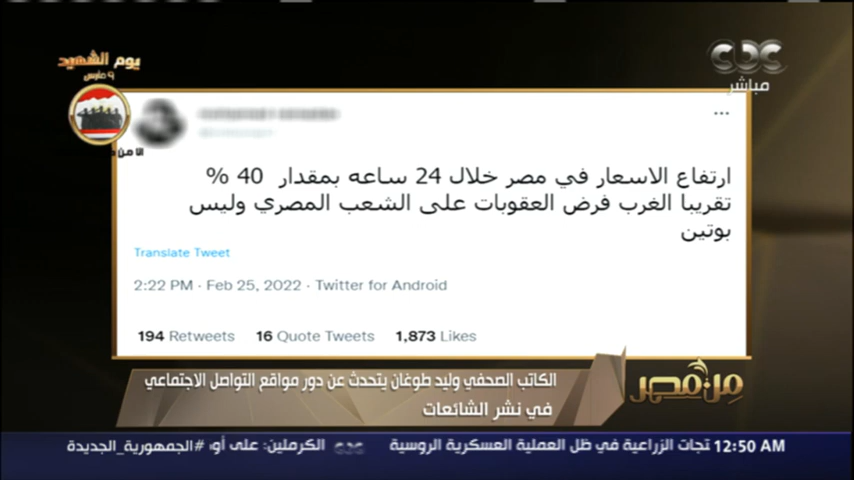 يوم الشهيد
٩ مارس
CBC
مباشر
ارتفاع الاسعار في مصر خلال 24 ساعه بمقدار 40 %
تقريبا الغرب فرض العقوبات على الشعب المصري وليس
بوتين
Translate Tweet
2:22 PM · Feb 25, 2022 · Twitter for Android
194 Retweets 16 Quote Tweets 1,873 Likes
الكاتب الصحفي وليد طوغان يتحدث عن دور مواقع التواصل الاجتماعي
في نشر الشائعات
من مصر
12:50 AM تجات الزراعية في ظل العملية العسكرية الروسية CBC الكرملين: على أود #الجمهورية_الجديدة